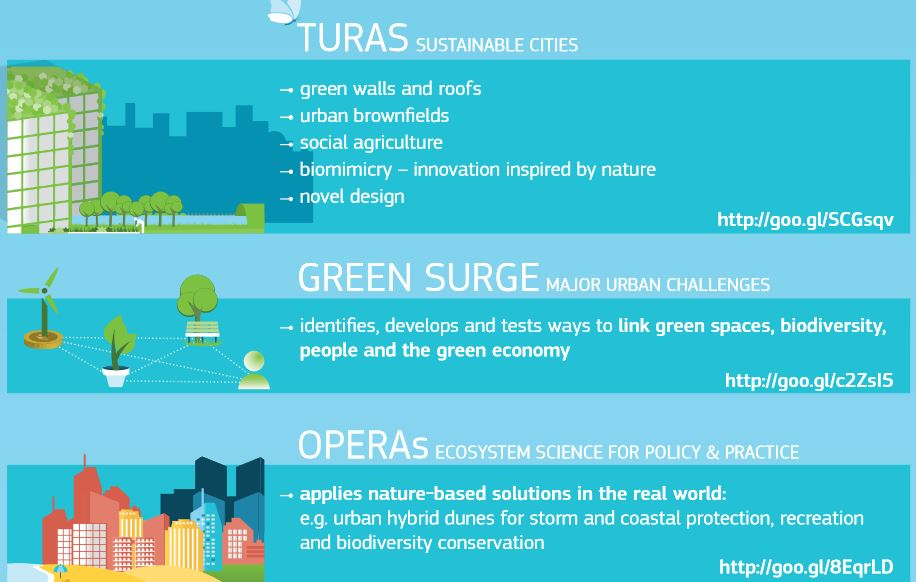 TURAS SUSTAINABLE CITIES
→ green walls and roofs
→ urban brownfields
→ social agriculture
→ biomimicry – innovation inspired by nature
→ novel design
http://goo.gl/SCGsqv
GREEN SURGE MAJOR URBAN CHALLENGES
→ identifies, develops and tests ways to link green spaces, biodiversity,
people and the green economy
http://goo.gl/c2ZsI5
OPERAs ECOSYSTEM SCIENCE FOR POLICY & PRACTICE
→ applies nature-based solutions in the real world:
e.g. urban hybrid dunes for storm and coastal protection, recreation
and biodiversity conservation
http://goo.gl/8EqrLD